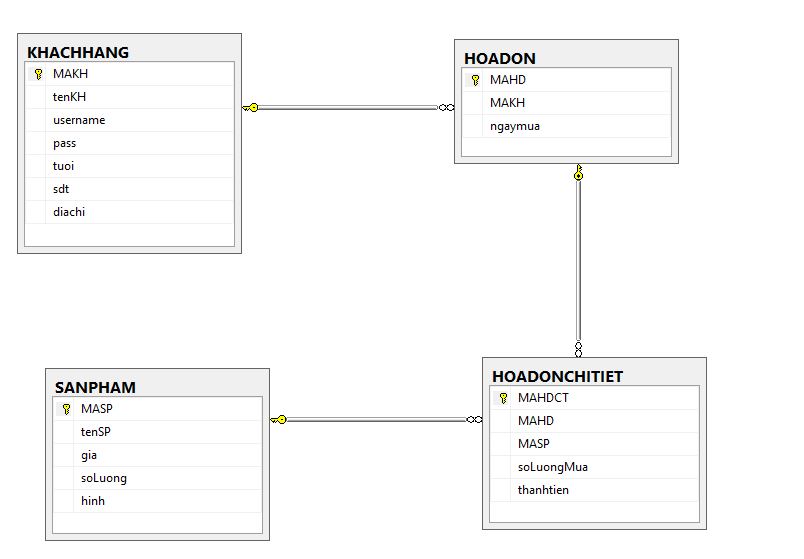 KHACHHANG
MAKH
tenKH
username
pass
tuoi
sdt
diachi
HOADON
MAHD
MAKH
ngaymua
SANPHAM
MASP
tenSP
gia
soLuong
hinh
HOADONCHITIET
MAHDCT
MAHD
MASP
soLuongMua
thanhtien